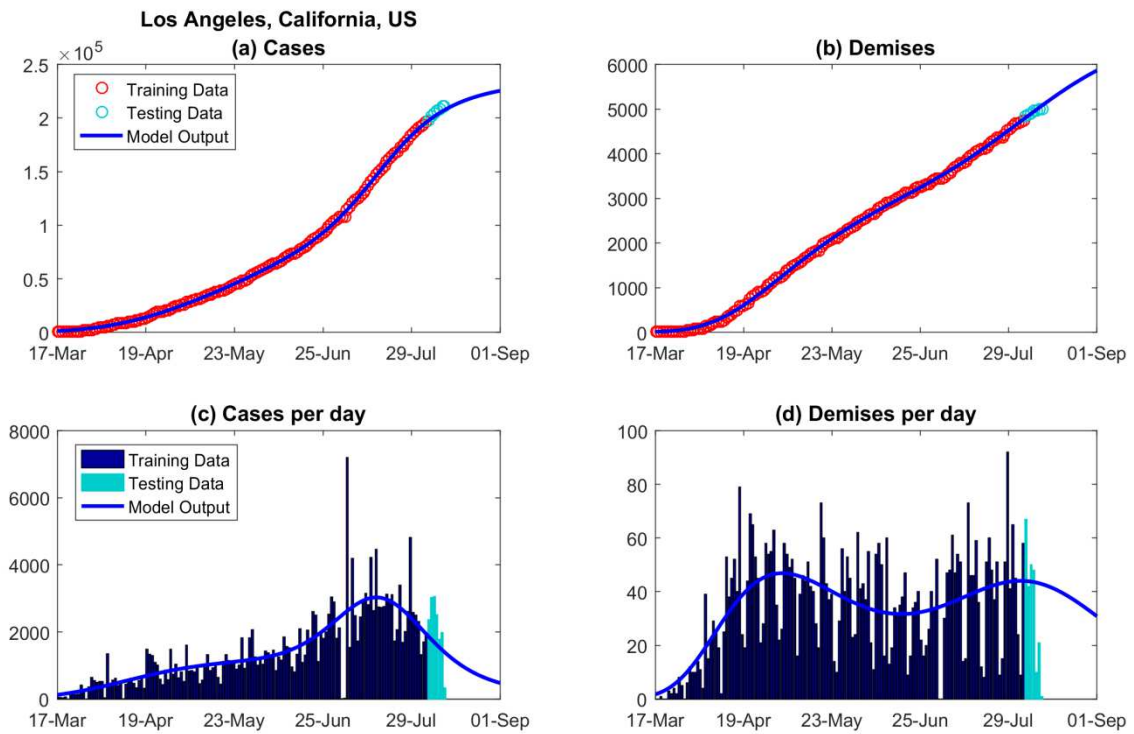 Los Angeles, California, US
(a) Cases
×10⁵
2.5
2
1.5
1
0.5
0
17-Mar 19-Apr 23-May 25-Jun 29-Jul 01-Sep
Training Data
Testing Data
Model Output
(b) Demises
6000
5000
4000
3000
2000
1000
0
17-Mar 19-Apr 23-May 25-Jun 29-Jul 01-Sep
(c) Cases per day
8000
6000
4000
2000
0
17-Mar 19-Apr 23-May 25-Jun 29-Jul 01-Sep
Training Data
Testing Data
Model Output
(d) Demises per day
100
80
60
40
20
0
17-Mar 19-Apr 23-May 25-Jun 29-Jul 01-Sep